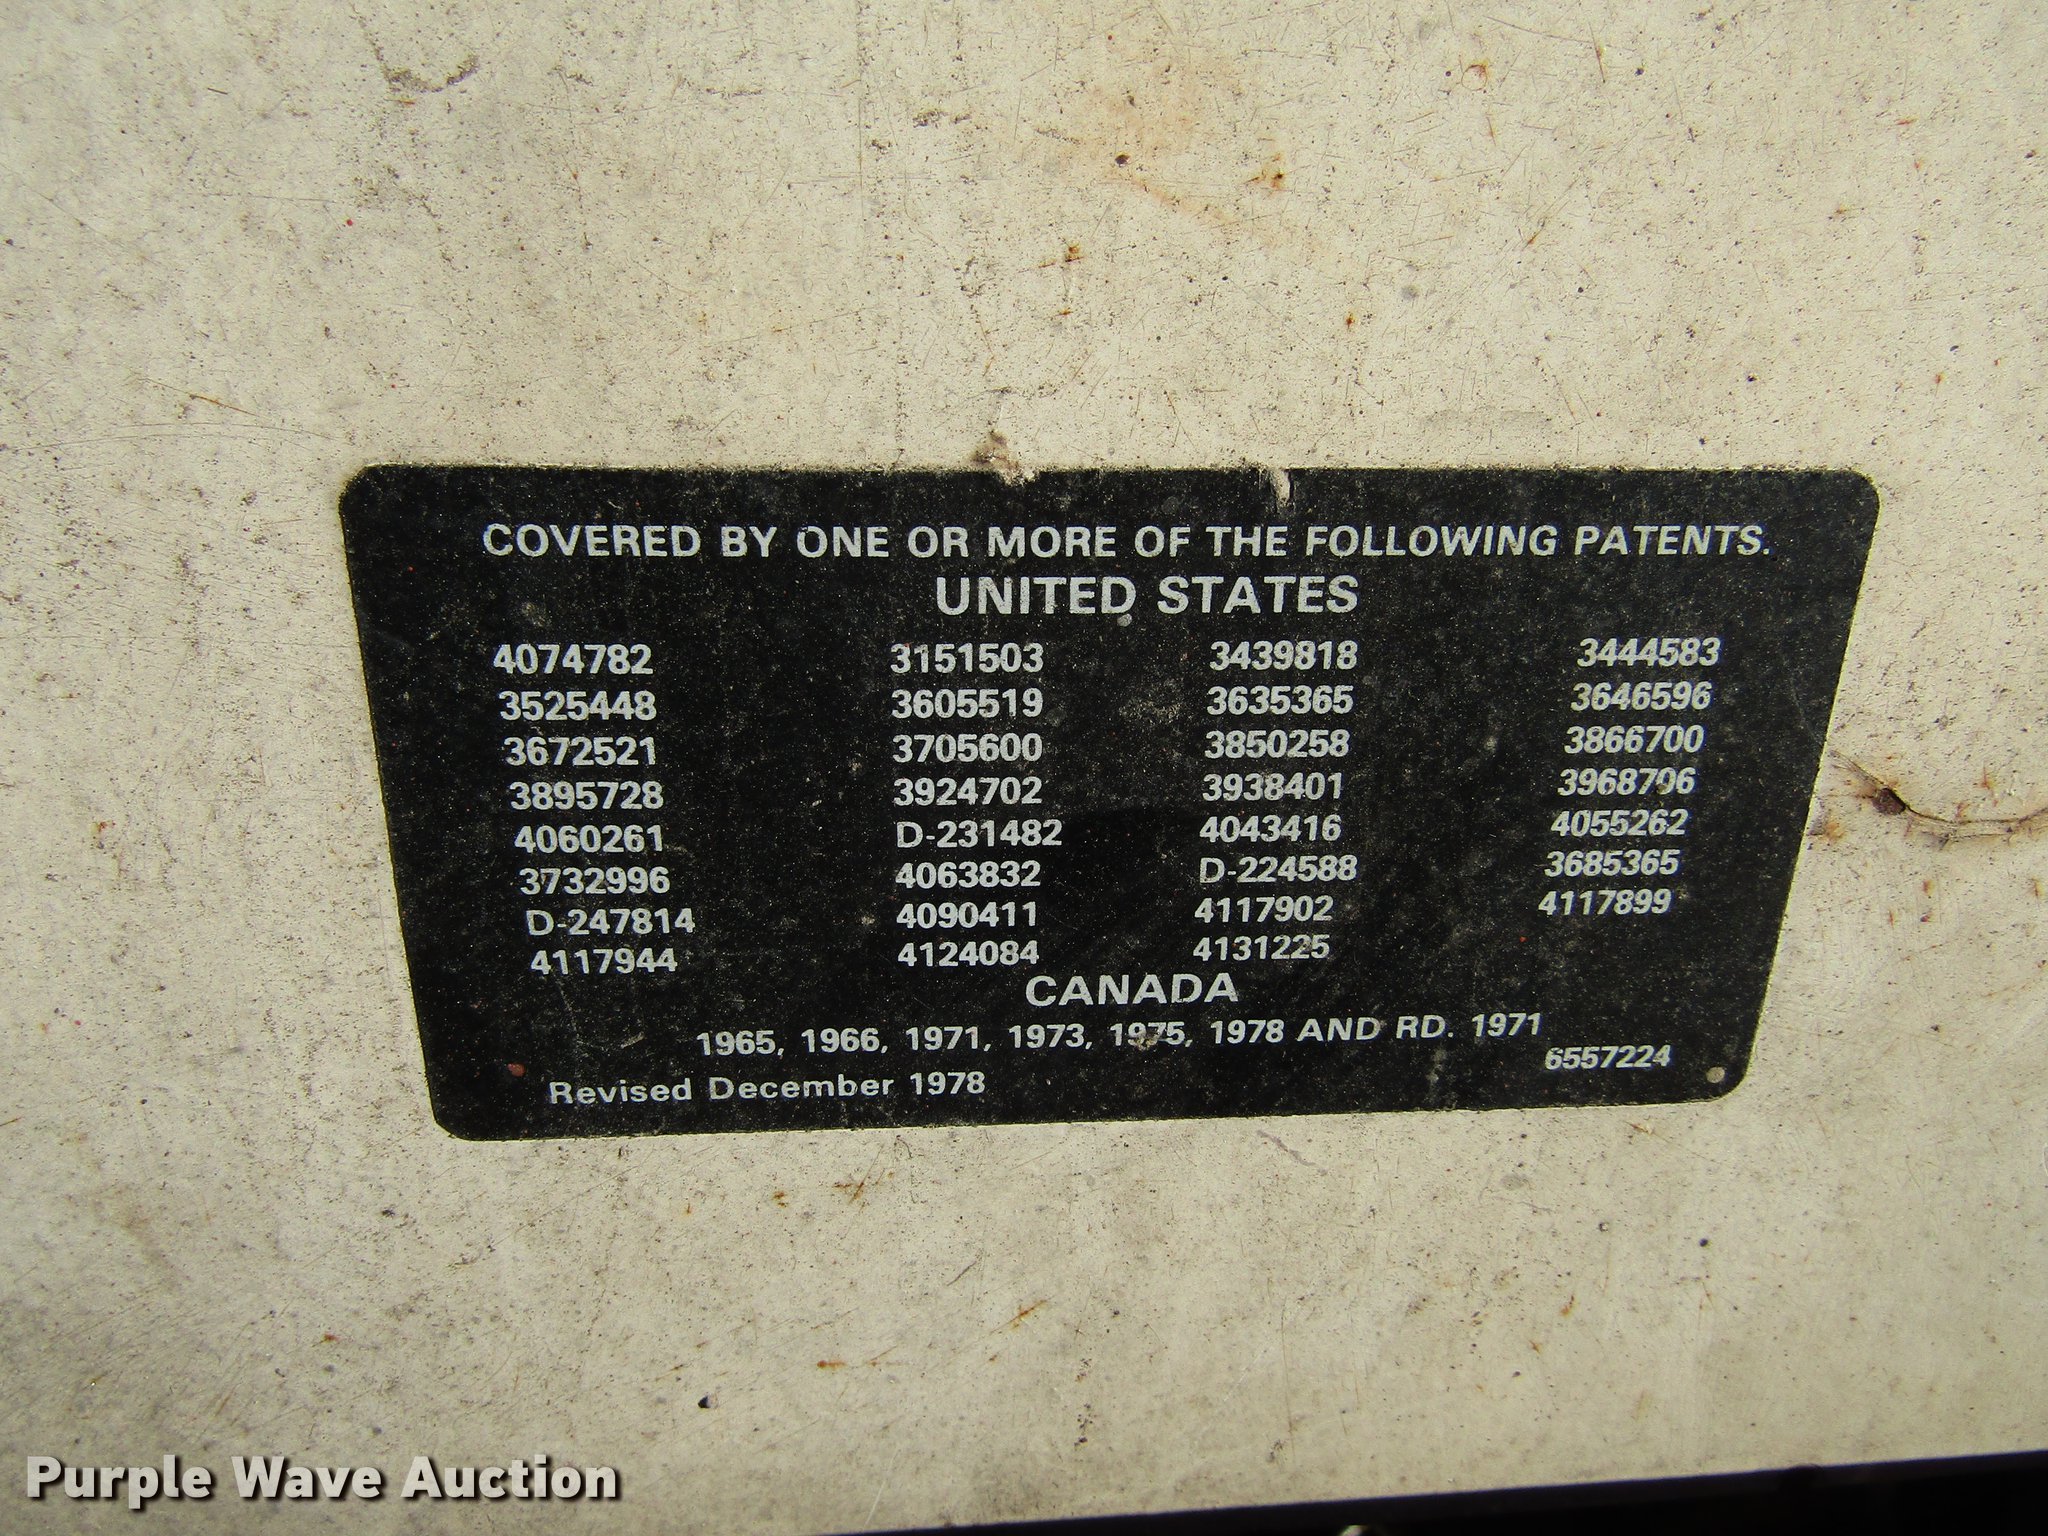 COVERED BY ONE OR MORE OF THE FOLLOWING PATENTS.
UNITED STATES
4074782 3151503 3439818 3444583
3525448 3605519 3635365 3646596
3672521 3705600 3850258 3866700
3895728 3924702 3938401 3968706
4060261 D-231482 4043416 4055262
3732996 4063832 D-224588 3685365
D-247814 4090411 4117902 4117899
4117944 4124084 4131225
CANADA
1965, 1966, 1971, 1973, 1975, 1978 AND RD. 1971
6557224
Revised December 1978
Purple Wave Auction